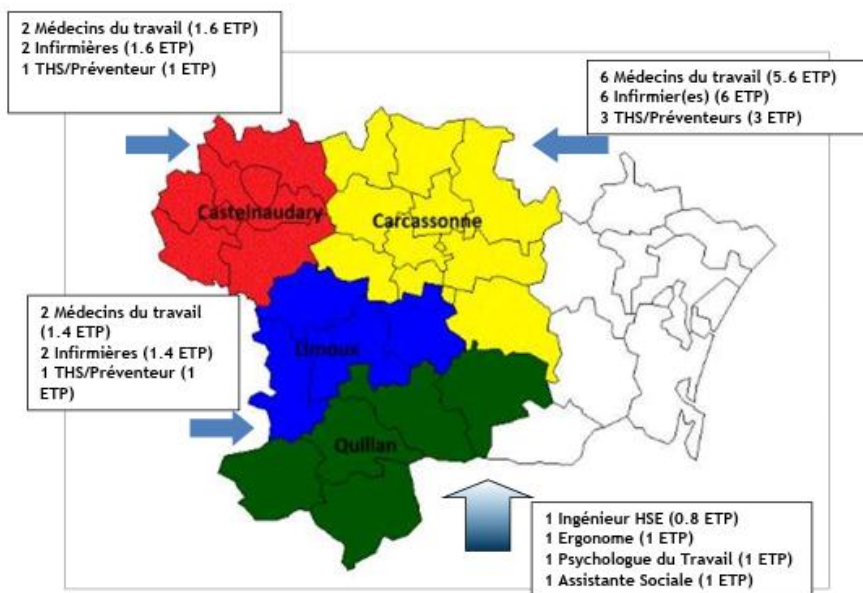 2 Médecins du travail (1.6 ETP)
2 Infirmières (1.6 ETP)
1 THS/Préventeur (1 ETP)
6 Médecins du travail (5.6 ETP)
6 Infirmier(es) (6 ETP)
3 THS/Préventeurs (3 ETP)
Castelnaudary
Carcassonne
2 Médecins du travail
(1.4 ETP)
2 Infirmières (1.4 ETP)
1 THS/Préventeur (1
ETP)
Limoux
Quillan
1 Ingénieur HSE (0.8 ETP)
1 Ergonome (1 ETP)
1 Psychologue du Travail (1 ETP)
1 Assistante Sociale (1 ETP)